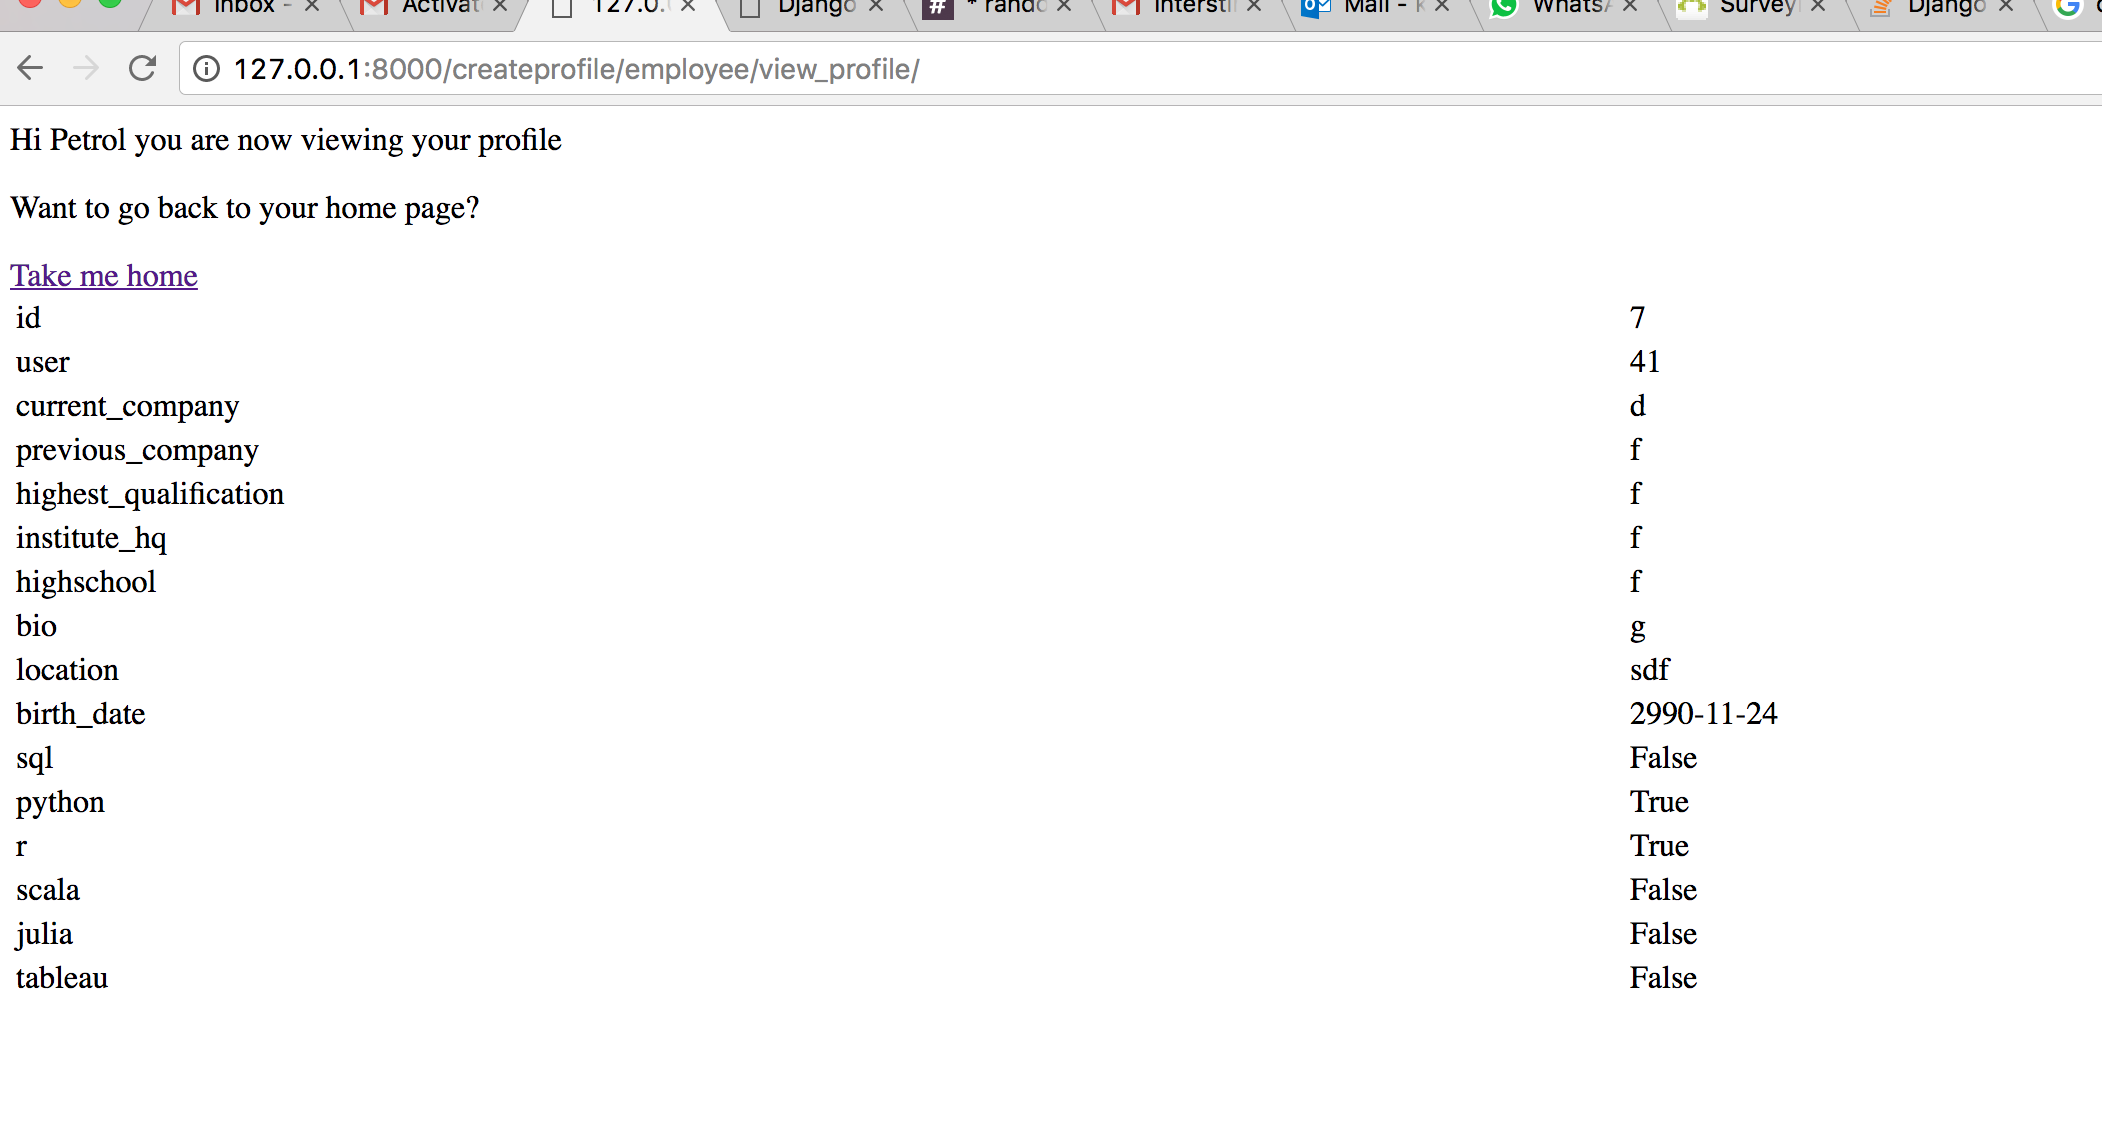 Inbox -
Activat
127.0.
Django
* rando
Interstl
Mail - k
Whats
Survey
Django
127.0.0.1:8000/createprofile/employee/view_profile/
Hi Petrol you are now viewing your profile
Want to go back to your home page?
Take me home
id 7
user 41
current_company d
previous_company f
highest_qualification f
institute_hq f
highschool f
bio g
location sdf
birth_date 2990-11-24
sql False
python True
r True
scala False
julia False
tableau False